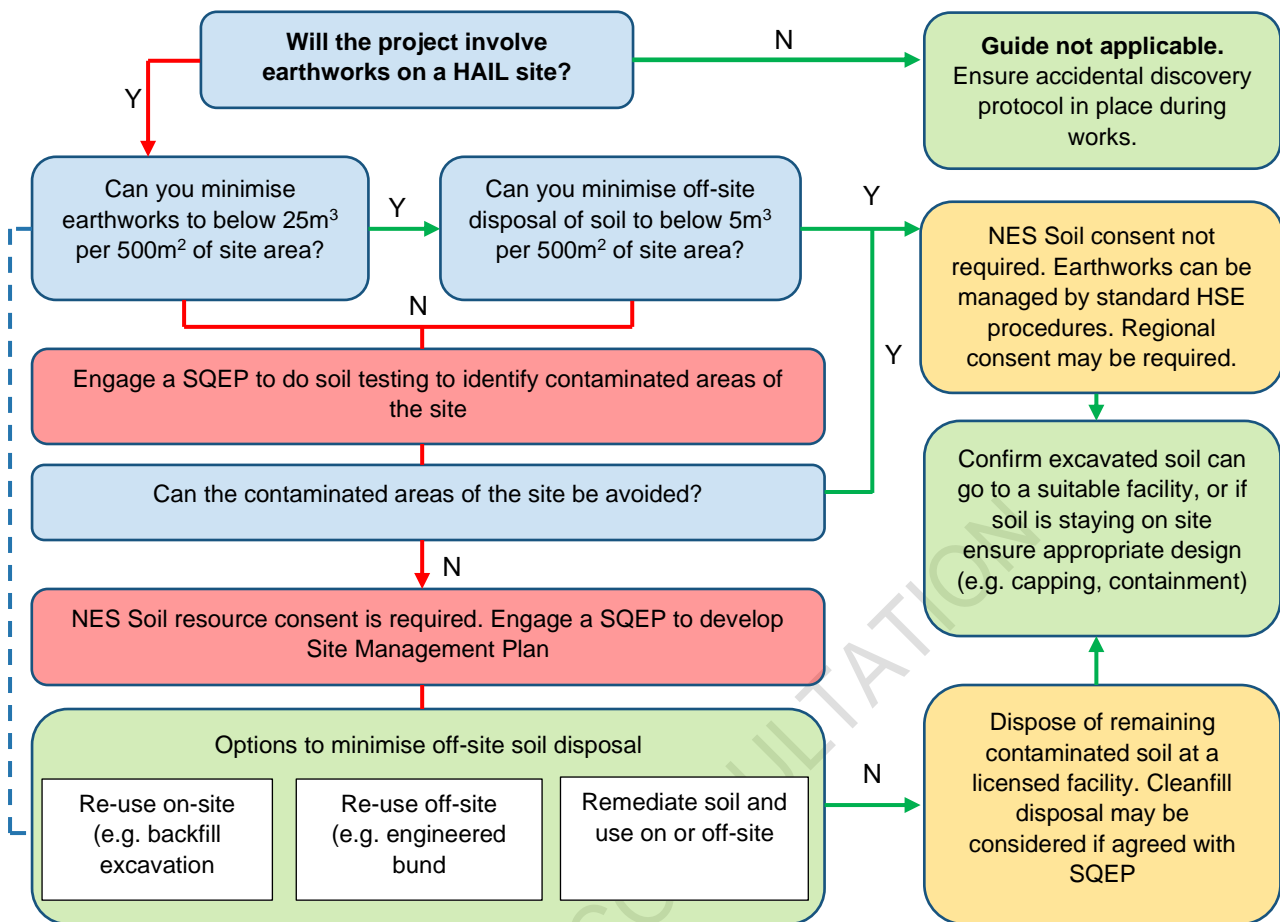 Will the project involve
earthworks on a HAIL site?
N
Guide not applicable.
Ensure accidental discovery
protocol in place during
works.
Y
Can you minimise
earthworks to below 25m³
per 500m² of site area?
Y
Can you minimise off-site
disposal of soil to below 5m³
per 500m² of site area?
Y
NES Soil consent not
required. Earthworks can be
managed by standard HSE
procedures. Regional
consent may be required.
N
Y
Engage a SQEP to do soil testing to identify contaminated areas of
the site
Can the contaminated areas of the site be avoided?
Confirm excavated soil can
go to a suitable facility, or if
soil is staying on site
ensure appropriate design
(e.g. capping, containment)
N
NES Soil resource consent is required. Engage a SQEP to develop
Site Management Plan
Options to minimise off-site soil disposal
Re-use on-site
(e.g. backfill
excavation
Re-use off-site
(e.g. engineered
bund
Remediate soil and
use on or off-site
N
Dispose of remaining
contaminated soil at a
licensed facility. Cleanfill
disposal may be
considered if agreed with
SQEP